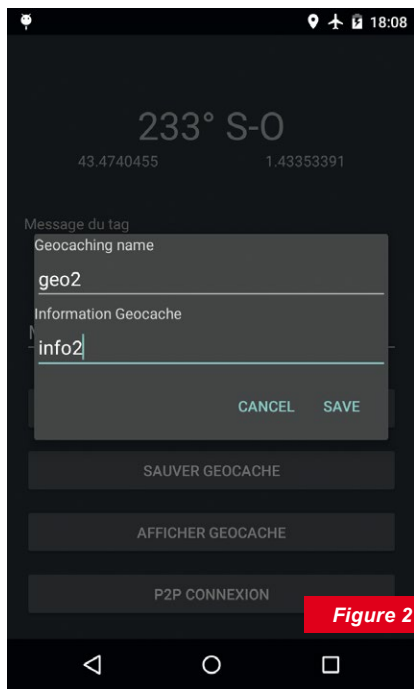 18:08
233° S-O
43.4740455 1.43353391
Message du tag
Geocaching name
geo2
Information Geocache
info2
CANCEL SAVE
SAUVER GEOCACHE
AFFICHER GEOCACHE
P2P CONNEXION
Figure 2